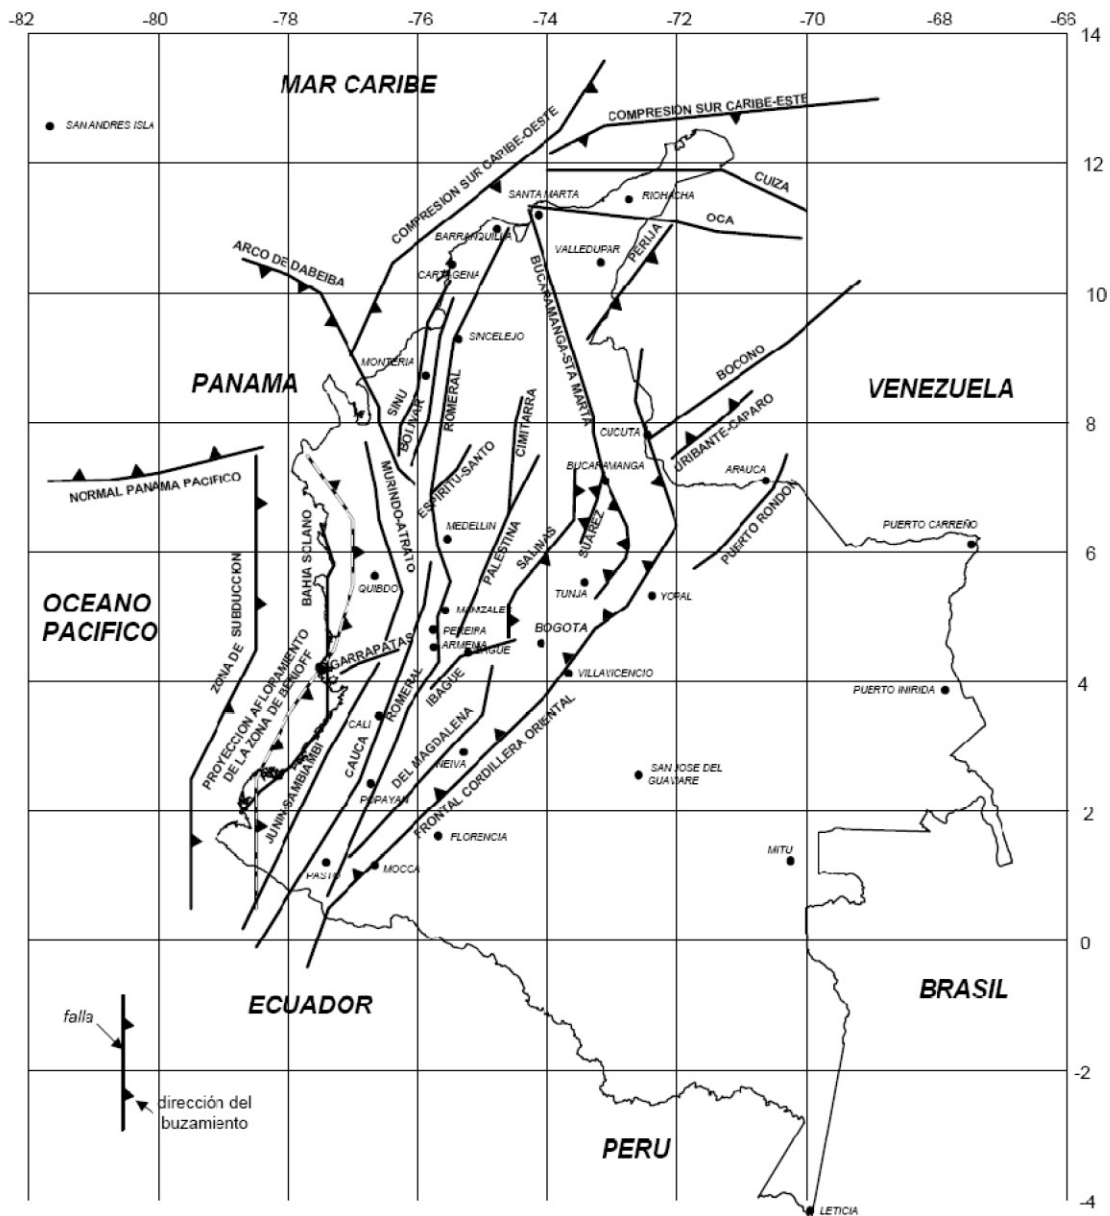 -82 -80 -78 -76 -74 -72 -70 -68 -66
14
MAR CARIBE
COMPRESION SUR CARIBE-ESTE
SAN ANDRES ISLA
COMPRESION SUR CARIBE-OESTE
12
CUIZA
SANTA MARTA
RIOHACHA
OCA
BARRANQUILLA
ARCO DE DABEIBA
VALLEDUPAR
PERIJA
CARTAGENA
BUCARAMANGA-STA MARTA
10
SINCELEJO
BOCONO
MONTERIA
PANAMA
VENEZUELA
SINU
BOLIVAR
ROMERAL
CIMITARRA
URIBANTE-CAPARO
8
CUCUTA
ESPIRITU-SANTO
BUCARAMANGA
ARAUCA
NORMAL PANAMA PACIFICO
MURINDO-ATRATO
PUERTO RONDON
PUERTO CARREÑO
BAHIA SOLANO
MEDELLIN
PALESTINA
SALINAS
SUAREZ
6
QUIBDO
TUNJA
YOPAL
OCEANO
PACIFICO
ZONA DE SUBDUCCION
MANIZALES
PEREIRA
ARMENIA
IBAGUE
BOGOTA
GARRAPATAS
VILLAVICENCIO
PROYECCION AFLORAMIENTO
DE LA ZONA DE BENIOFF
ROMERAL
IBAGUE
PUERTO INIRIDA
4
CALI
CAUCA
DEL MAGDALENA
NEIVA
FRONTAL CORDILLERA ORIENTAL
SAN JOSE DEL
GUAVIARE
JUNIN-SAMBIAMBI
POPAYAN
2
FLORENCIA
MITU
PASTO
MOCCA
0
ECUADOR
BRASIL
falla
-2
dirección del
buzamiento
PERU
-4
LETICIA